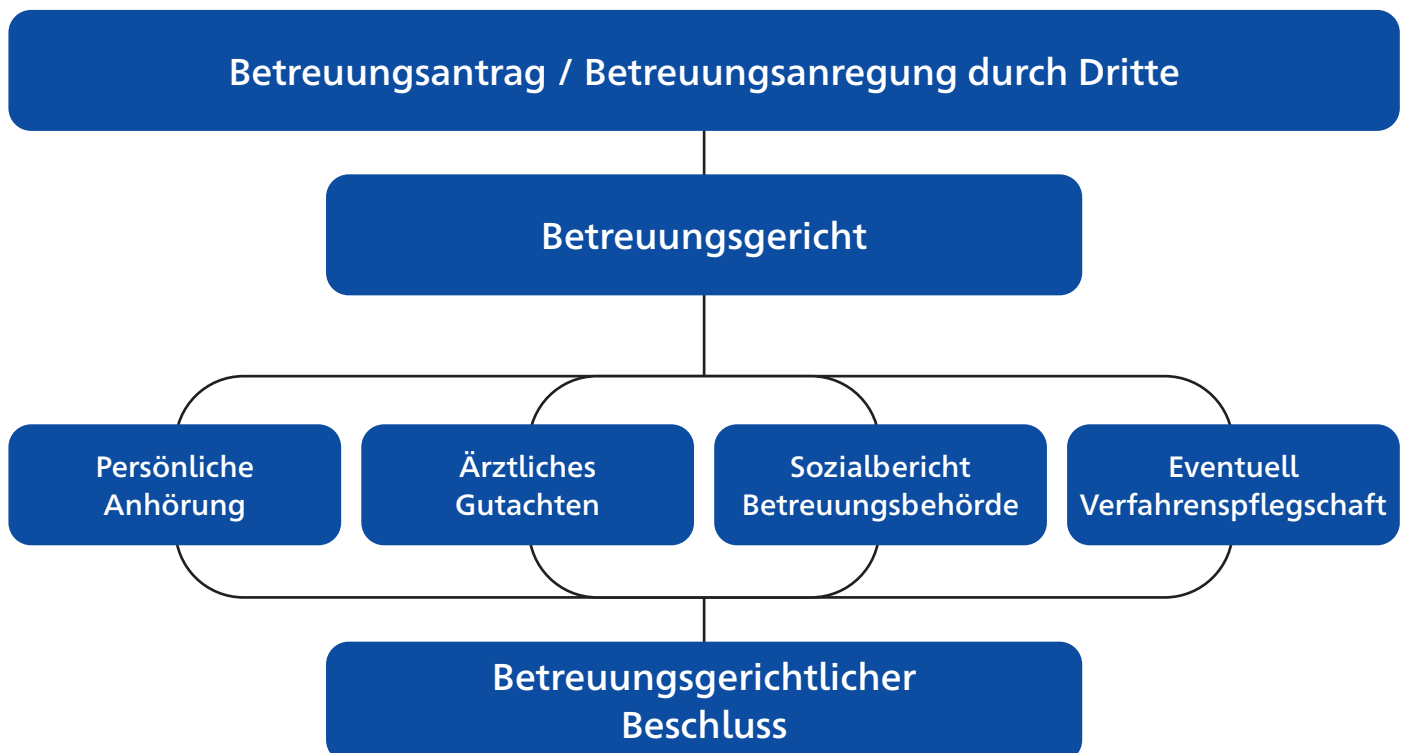 Betreuungsantrag / Betreuungsanregung durch Dritte
Betreuungsgericht
Persönliche
Anhörung
Ärztliches
Gutachten
Sozialbericht
Betreuungsbehörde
Eventuell
Verfahrenspflegschaft
Betreuungsgerichtlicher
Beschluss